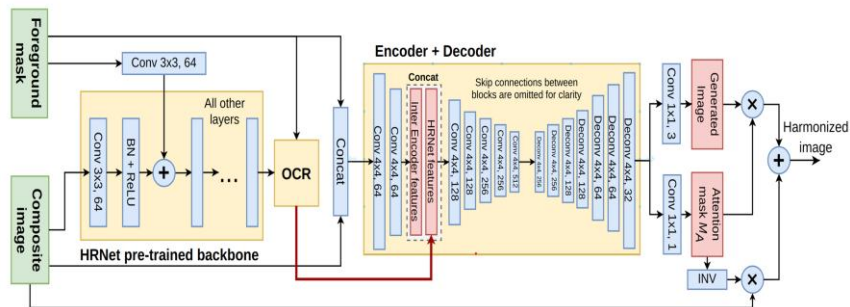 Foreground
mask
Conv 3x3, 64
All other
layers
Conv 3x3,
64
BN +
ReLU
+
...
Composite
image
HRNet pre-trained backbone
OCR
Concat
Encoder + Decoder
Concat
Skip connections between
blocks are omitted for clarity
Conv 4x4, 64
Conv 4x4, 64
Inter Encoder features
HRNet features
Conv 4x4, 128
Conv 4x4, 128
Conv 4x4, 256
Conv 4x4, 256
Conv 4x4, 512
Deconv 4x4, 256
Deconv 4x4, 256
Deconv 4x4, 128
Deconv 4x4, 128
Deconv 4x4, 64
Deconv 4x4, 64
Deconv 4x4, 32
Conv 1x1, 3
Generated
Image
×
Conv 1x1, 1
Attention
mask MA
INV
×
+
Harmonized
image